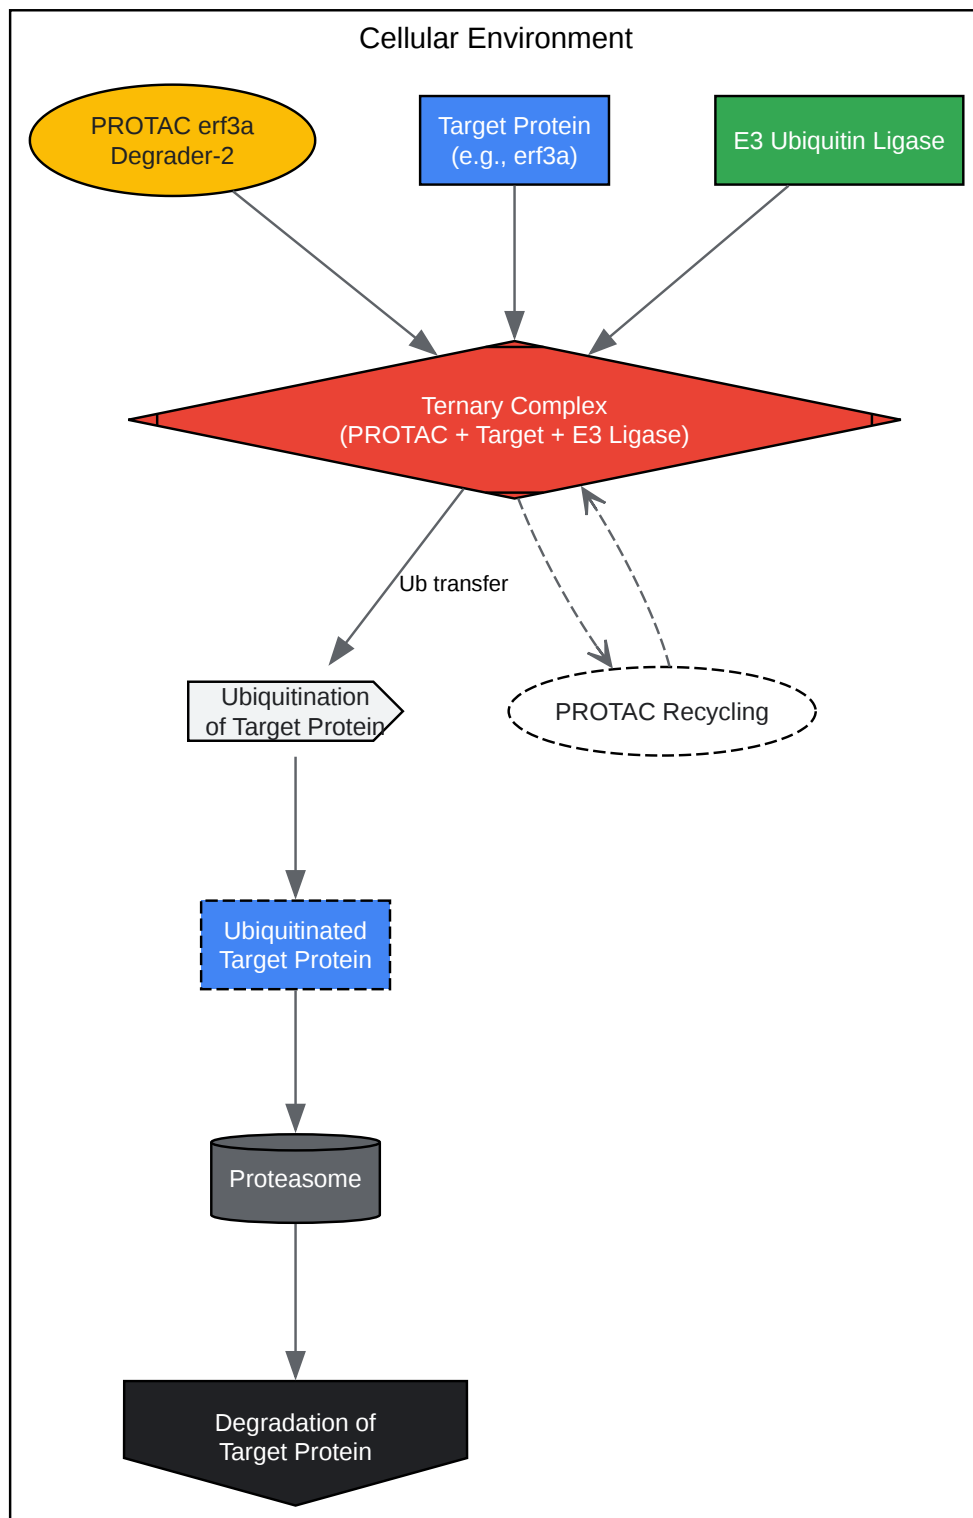 Cellular Environment
PROTAC erf3a
Degrader-2
Target Protein
(e.g., erf3a)
E3 Ubiquitin Ligase
Ternary Complex
(PROTAC + Target + E3 Ligase)
Ub transfer
Ubiquitination
of Target Protein
PROTAC Recycling
Ubiquitinated
Target Protein
Proteasome
Degradation of
Target Protein